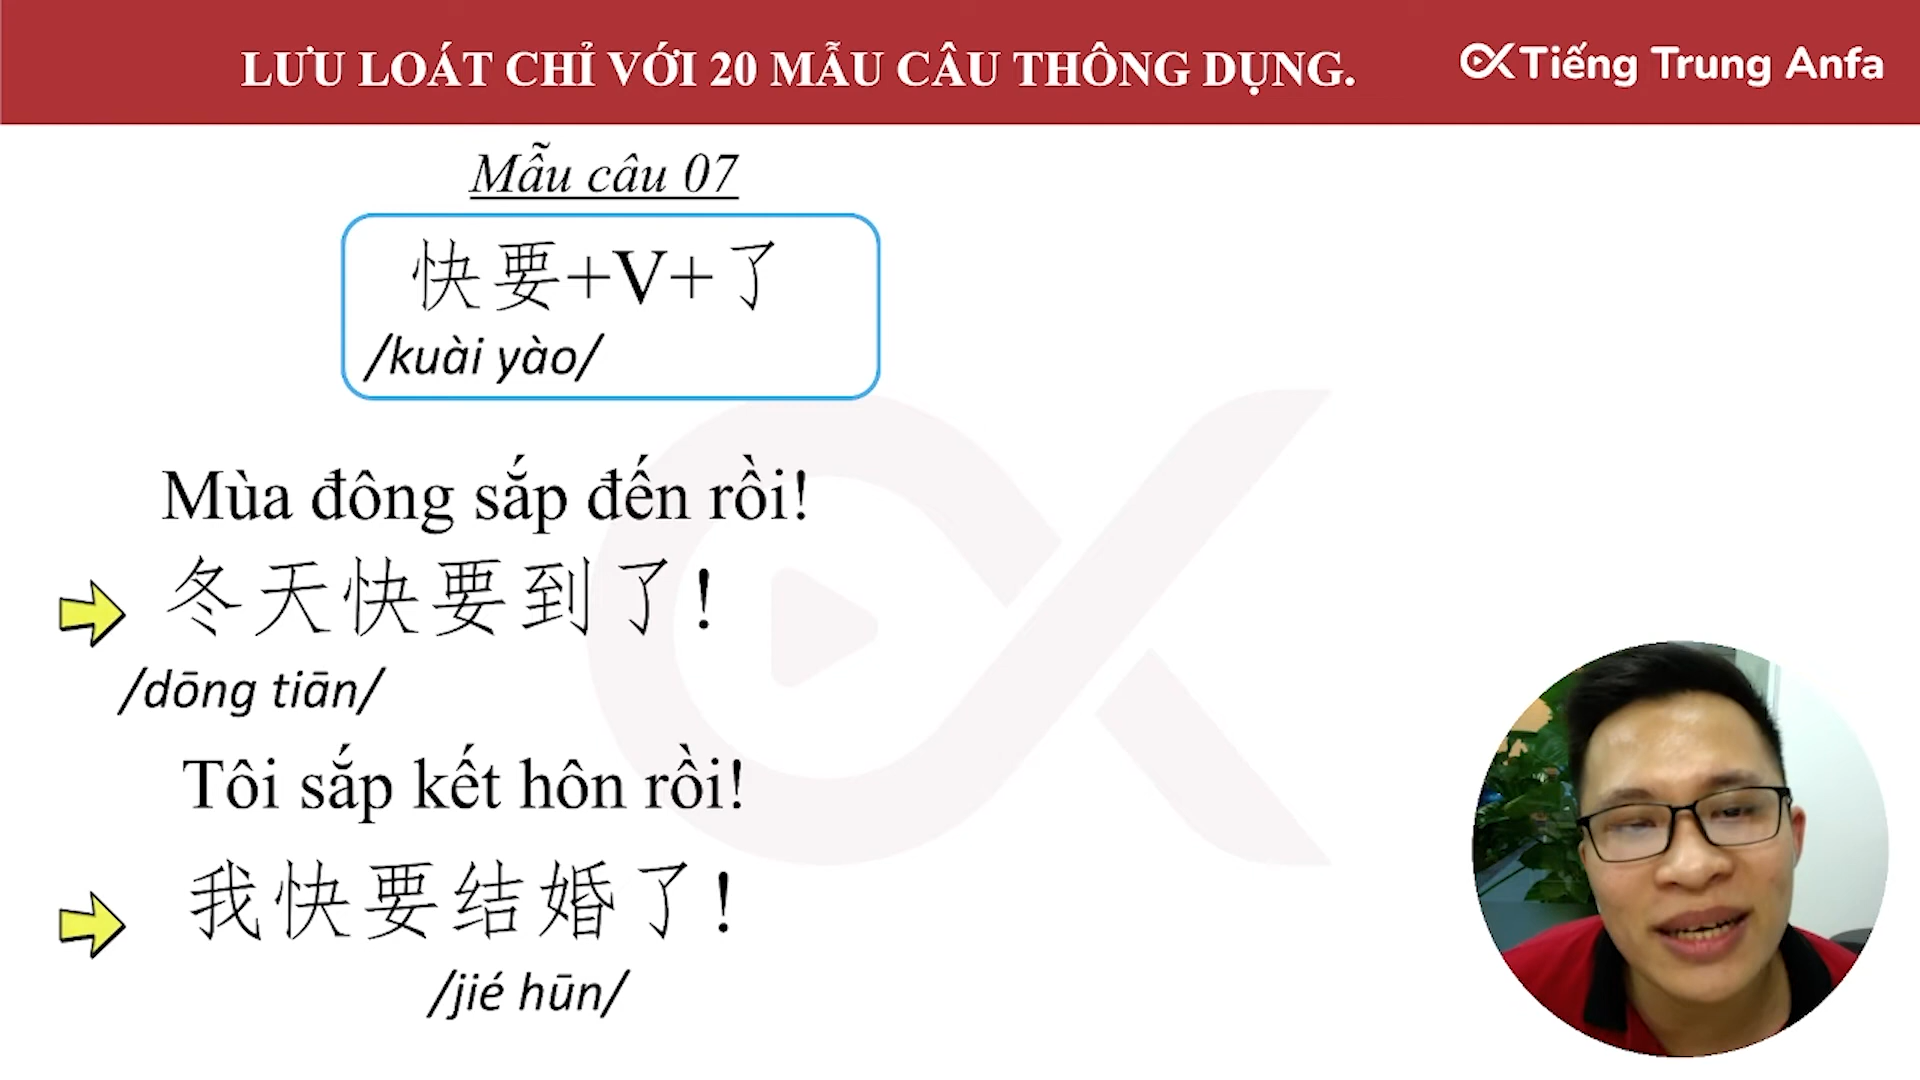 LƯU LOÁT CHỈ VỚI 20 MẪU CÂU THÔNG DỤNG.
Tiếng Trung Anfa
Mẫu câu 07
快要+V+了
/kuài yào/
Mùa đông sắp đến rồi!
冬天快要到了!
/dōng tiān/
Tôi sắp kết hôn rồi!
我快要结婚了!
/jié hūn/